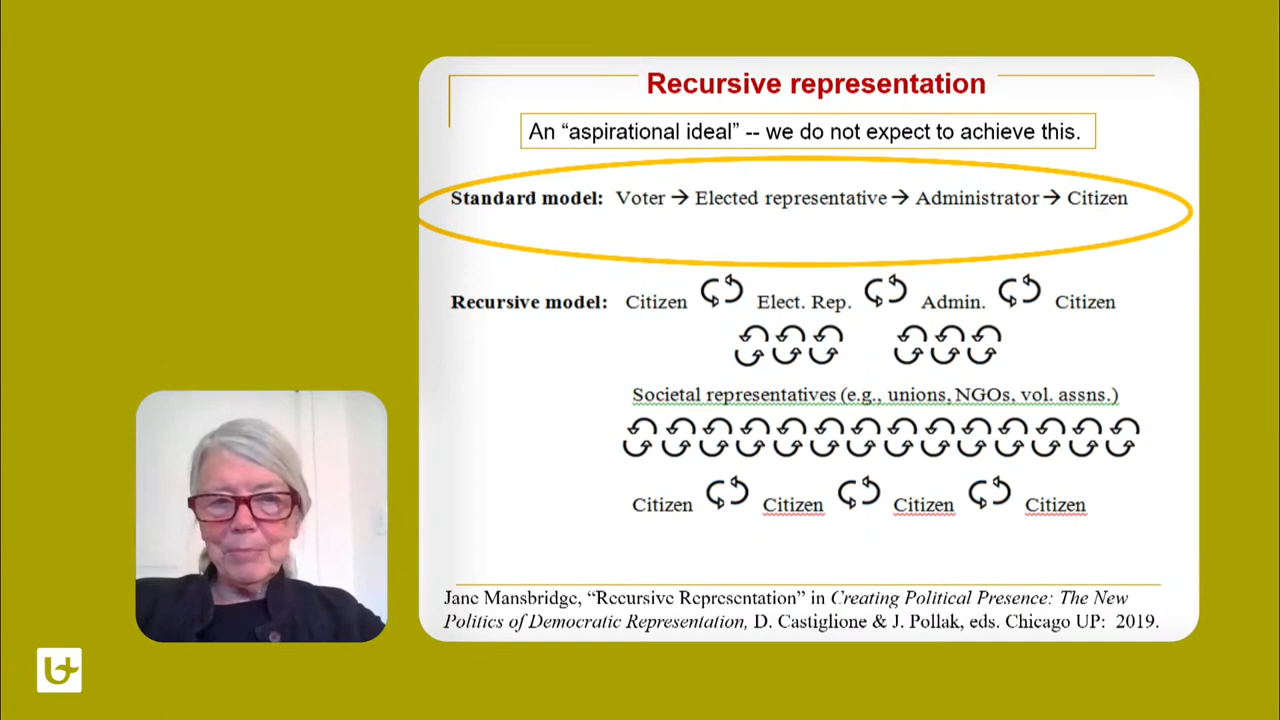 Recursive representation
An “aspirational ideal” -- we do not expect to achieve this.
Standard model: Voter → Elected representative → Administrator → Citizen
Recursive model: Citizen Elect. Rep. Admin. Citizen
Societal representatives (e.g., unions, NGOs, vol. assns.)
Citizen Citizen Citizen Citizen
Jane Mansbridge, “Recursive Representation” in Creating Political Presence: The New
Politics of Democratic Representation, D. Castiglione & J. Pollak, eds. Chicago UP: 2019.